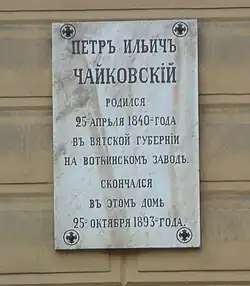 ПЕТРЪ ИЛЬИЧЪ
ЧАЙКОВСКІЙ
РОДИЛСЯ
25 АПРѢЛЯ 1840-ГОДА
ВЪ ВЯТСКОЙ ГУБЕРНІИ
НА ВОТКИНСКОМЪ ЗАВОДѢ.
СКОНЧАЛСЯ
ВЪ ЭТОМЪ ДОМѢ
25-ОКТЯБРЯ 1893-ГОДА.